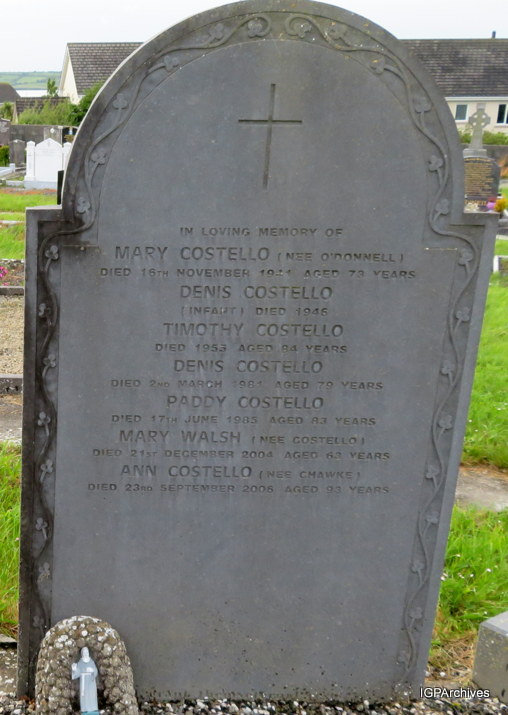 IN LOVING MEMORY OF
MARY COSTELLO (NEE O'DONNELL)
DIED 16TH NOVEMBER 1941 AGED 73 YEARS
DENIS COSTELLO
(INFANT) DIED 1946
TIMOTHY COSTELLO
DIED 1953 AGED 84 YEARS
DENIS COSTELLO
DIED 2ND MARCH 1981 AGED 79 YEARS
PADDY COSTELLO
DIED 17TH JUNE 1985 AGED 83 YEARS
MARY WALSH (NEE COSTELLO)
DIED 21ST DECEMBER 2004 AGED 63 YEARS
ANN COSTELLO (NEE CHAWKE)
DIED 23RD SEPTEMBER 2006 AGED 93 YEARS
IGPArchives